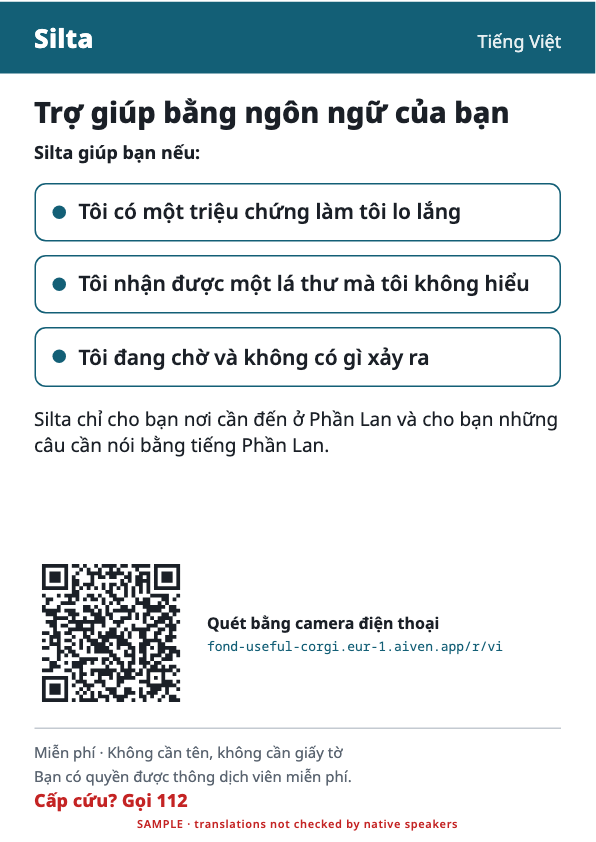 Silta
Tiếng Việt
Trợ giúp bằng ngôn ngữ của bạn
Silta giúp bạn nếu:
Tôi có một triệu chứng làm tôi lo lắng
Tôi nhận được một lá thư mà tôi không hiểu
Tôi đang chờ và không có gì xảy ra
Silta chỉ cho bạn nơi cần đến ở Phần Lan và cho bạn những
câu cần nói bằng tiếng Phần Lan.
Quét bằng camera điện thoại
fond-useful-corgi.eur-1.aiven.app/r/vi
Miễn phí · Không cần tên, không cần giấy tờ
Bạn có quyền được thông dịch viên miễn phí.
Cấp cứu? Gọi 112
SAMPLE · translations not checked by native speakers